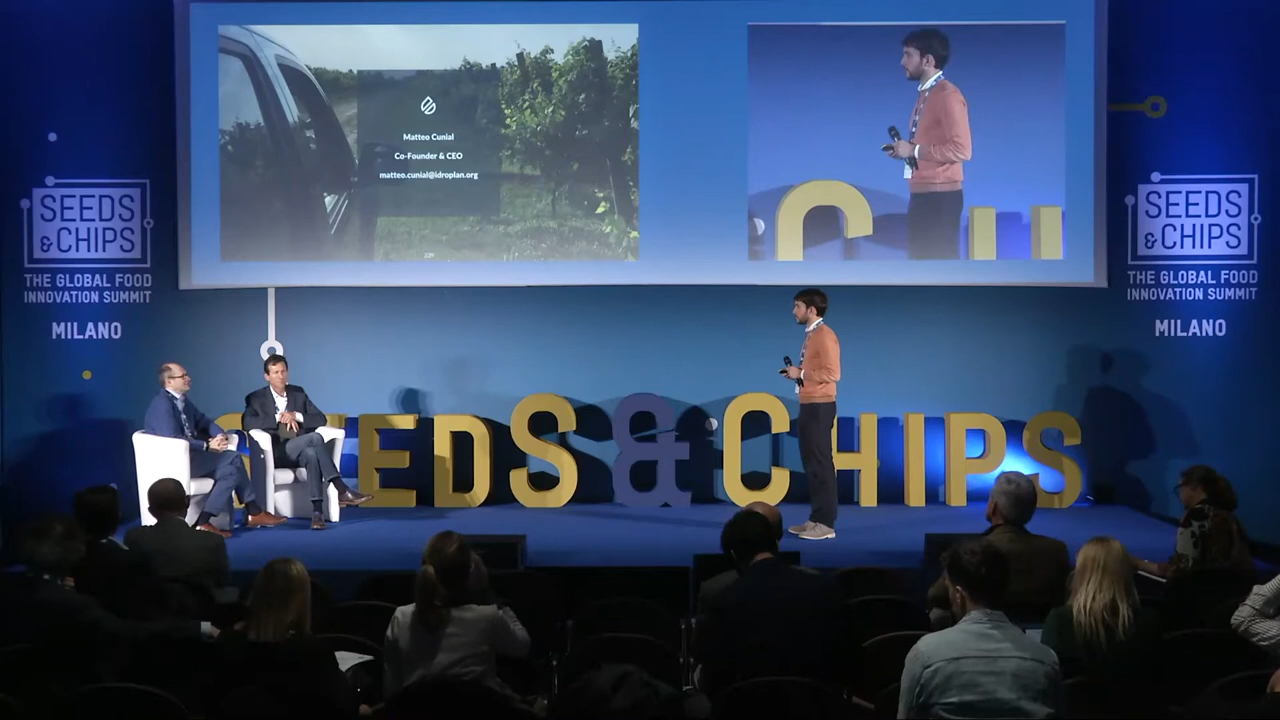 Matteo Cunial
Co-Founder & CEO
matteo.cunial@idroplan.org
SEEDS
& CHIPS
THE GLOBAL FOOD
INNOVATION SUMMIT
MILANO
SEEDS
& CHIPS
THE GLOBAL FOOD
INNOVATION SUMMIT
MILANO
SEEDS & CHIPS